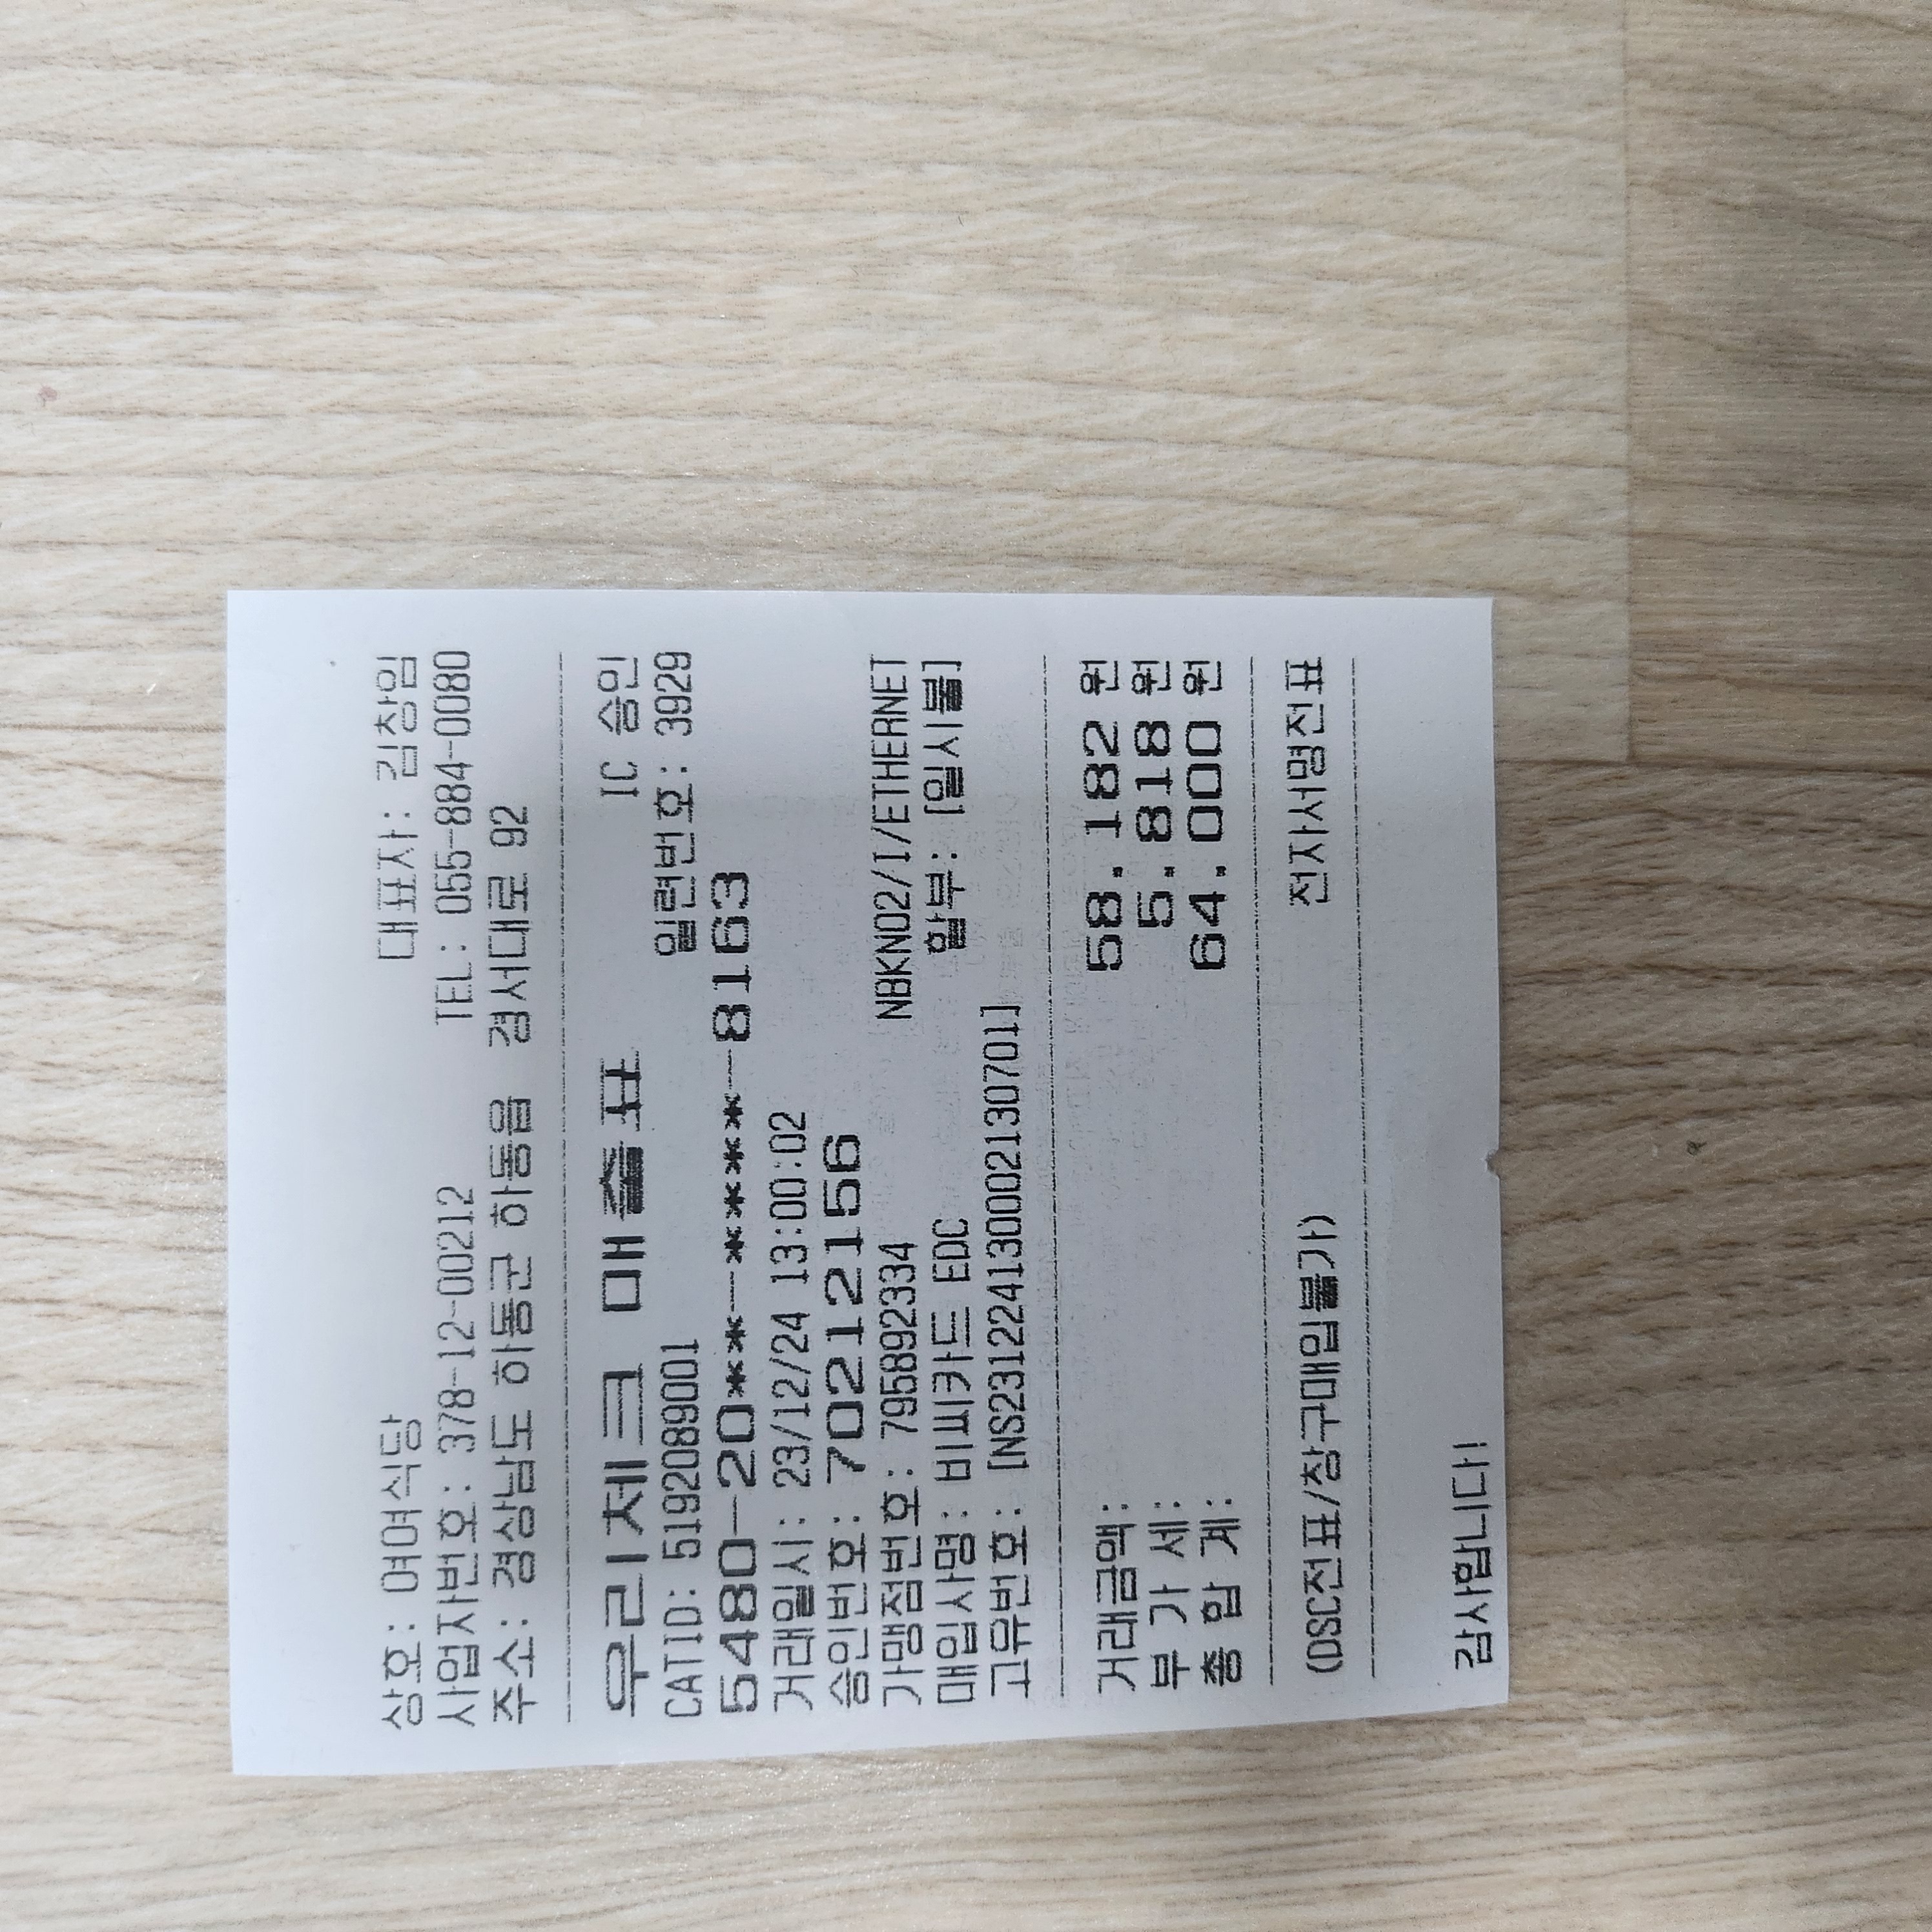 상호: 여여식당 대표자: 김창임
사업자번호: 378-12-00212 TEL: 055-884-0080
주소: 경상남도 하동군 하동읍 경서대로 92
우리체크 매출표 IC 승인
CATID: 5192089001 일련번호: 3929
5480-20**-****-8163
거래일시: 23/12/24 13:00:02
승인번호: 70212156
가맹점번호: 795892334 NBKN02/I/ETHERNET
매입사명: 비씨카드 EDC 할부: [일시불]
고유번호: [NS23122413000213070​1]
거래금액: 58.182 원
부 가 세: 5.818 원
총 합 계: 64.000 원
(DSC전표/창구매입불가) 전자서명전표
감사합니다!